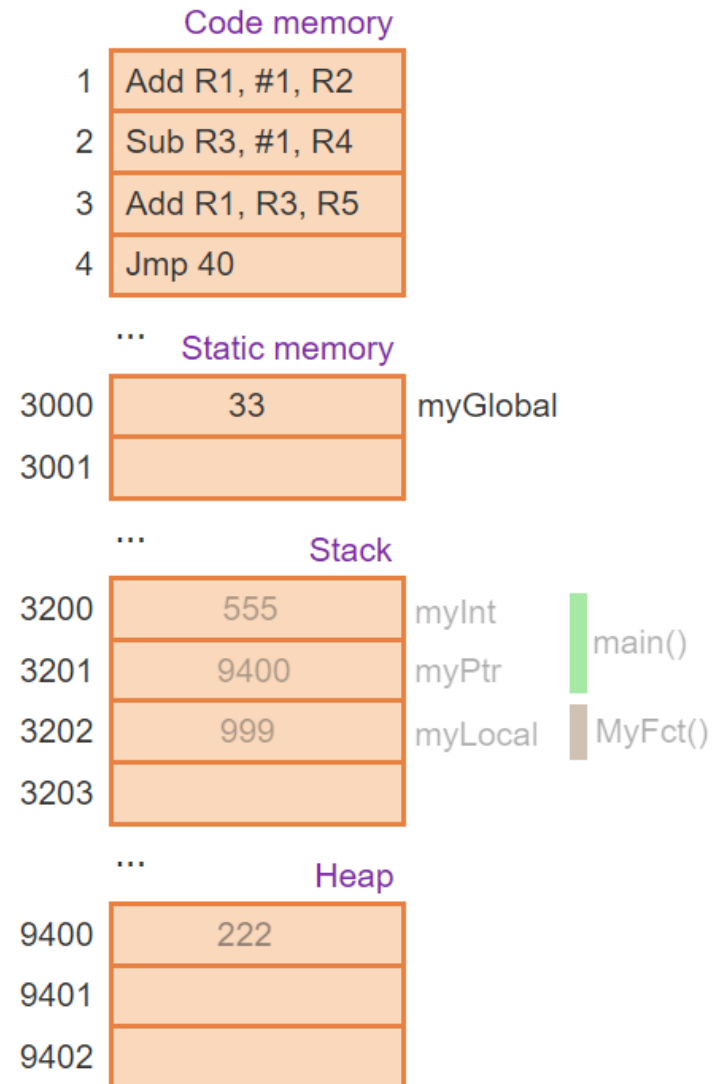 Code memory
1 Add R1, #1, R2
2 Sub R3, #1, R4
3 Add R1, R3, R5
4 Jmp 40
...
Static memory
3000 33 myGlobal
3001
...
Stack
3200 555 myInt
main()
3201 9400 myPtr
3202 999 myLocal MyFct()
3203
...
Heap
9400 222
9401
9402